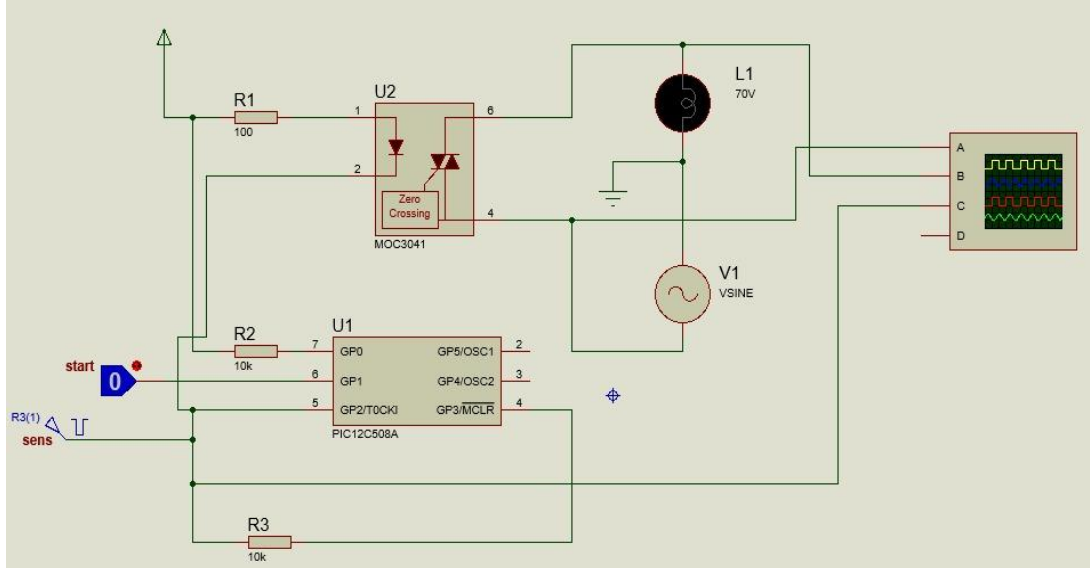 R1
100
U2
1
2
6
4
Zero
Crossing
MOC3041
L1
70V
A
B
C
D
V1
VSINE
R2
10k
U1
7
6
5
GP0
GP1
GP2/T0CKI
GP5/OSC1
GP4/OSC2
GP3/MCLR
2
3
4
PIC12C508A
start
0
R3(1)
sens
R3
10k